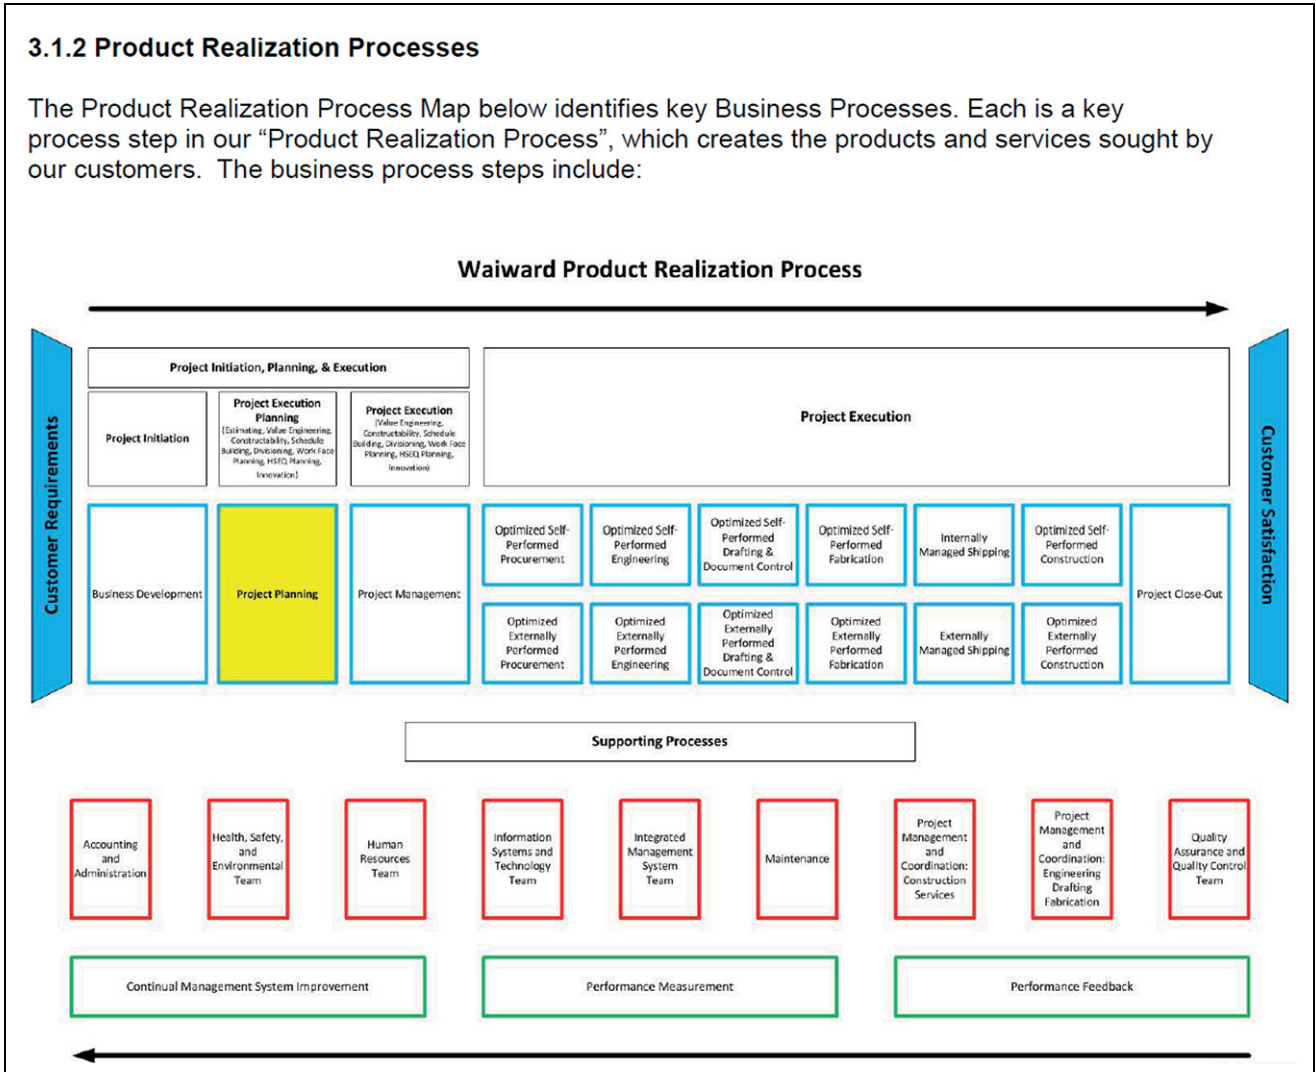 3.1.2 Product Realization Processes
The Product Realization Process Map below identifies key Business Processes. Each is a key
process step in our “Product Realization Process”, which creates the products and services sought by
our customers.  The business process steps include:
Waiward Product Realization Process
Customer Requirements
Project Initiation, Planning, & Execution
Project Initiation
Project Execution
Planning
(Estimating, Value Engineering,
Constructability, Schedule
Building, Divisioning, Work Face
Planning, HSEQ Planning,
Innovation)
Project Execution
(Value Engineering,
Constructability, Schedule
Building, Divisioning, Work Face
Planning, HSEQ Planning,
Innovation)
Project Execution
Business Development
Project Planning
Project Management
Optimized Self-
Performed
Procurement
Optimized Self-
Performed
Engineering
Optimized Self-
Performed
Drafting &
Document Control
Optimized Self-
Performed
Fabrication
Internally
Managed Shipping
Optimized Self-
Performed
Construction
Optimized
Externally
Performed
Procurement
Optimized
Externally
Performed
Engineering
Optimized
Externally
Performed
Drafting &
Document Control
Optimized
Externally
Performed
Fabrication
Externally
Managed Shipping
Optimized
Externally
Performed
Construction
Project Close-Out
Customer Satisfaction
Supporting Processes
Accounting
and
Administration
Health, Safety,
and
Environmental
Team
Human
Resources
Team
Information
Systems and
Technology
Team
Integrated
Management
System
Team
Maintenance
Project
Management
and
Coordination:
Construction
Services
Project
Management
and
Coordination:
Engineering
Drafting
Fabrication
Quality
Assurance and
Quality Control
Team
Continual Management System Improvement
Performance Measurement
Performance Feedback